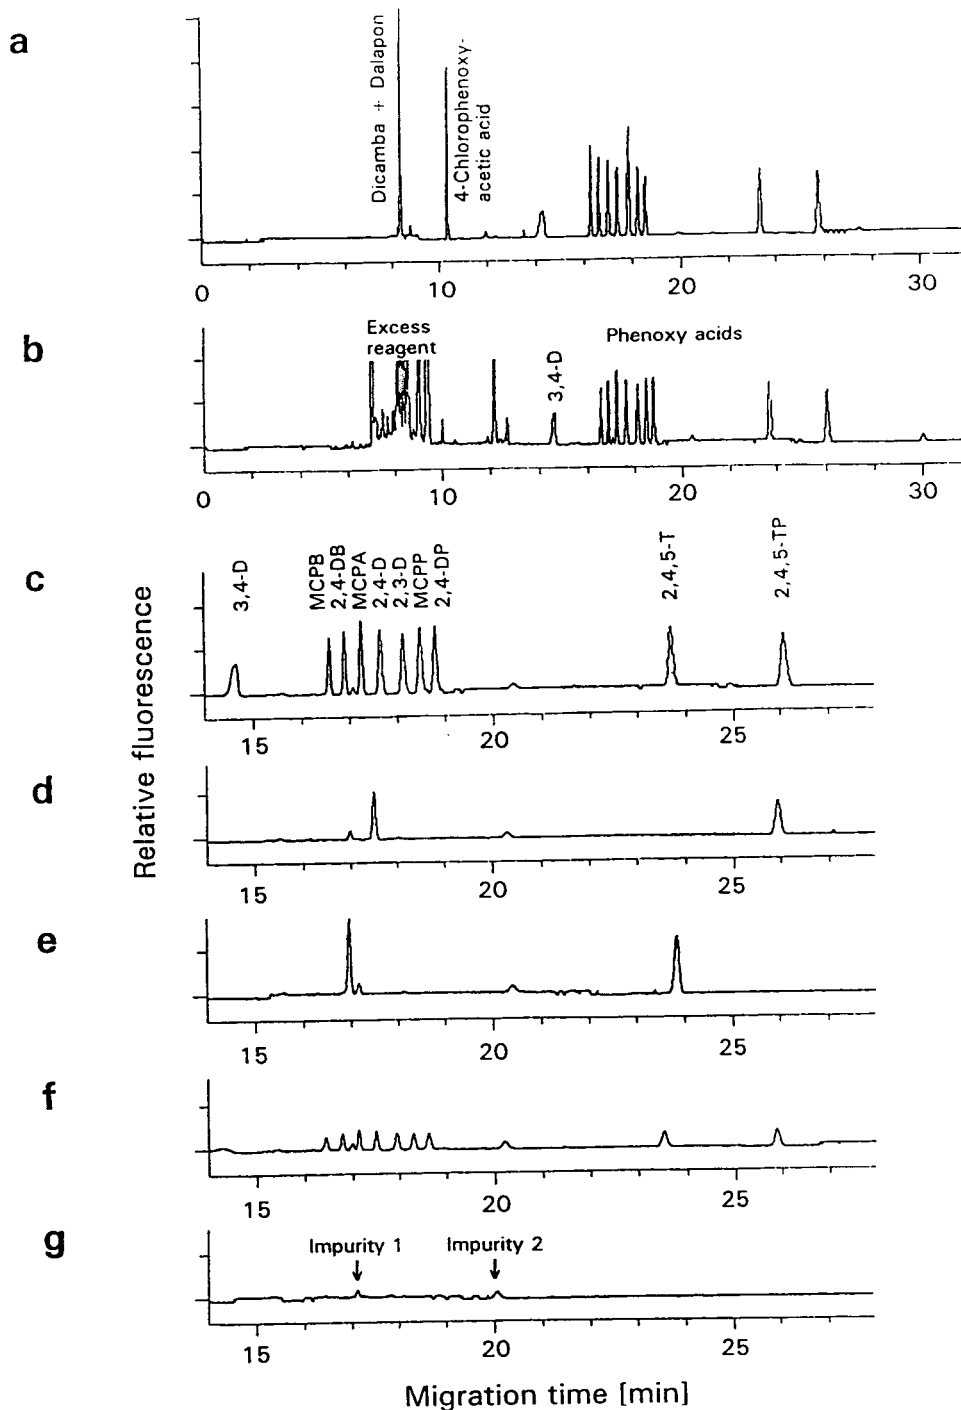 a
Dicamba + Dalapon
4-Chlorophenoxy-
acetic acid
0 10 20 30
b
Excess
reagent
3,4-D
Phenoxy acids
0 10 20 30
c
3,4-D
MCPB
2,4-DB
MCPA
2,4-D
2,3-D
MCPP
2,4-DP
2,4,5-T
2,4,5-TP
15 20 25
Relative fluorescence
d
15 20 25
e
15 20 25
f
15 20 25
g
Impurity 1 Impurity 2
15 20 25
Migration time [min]